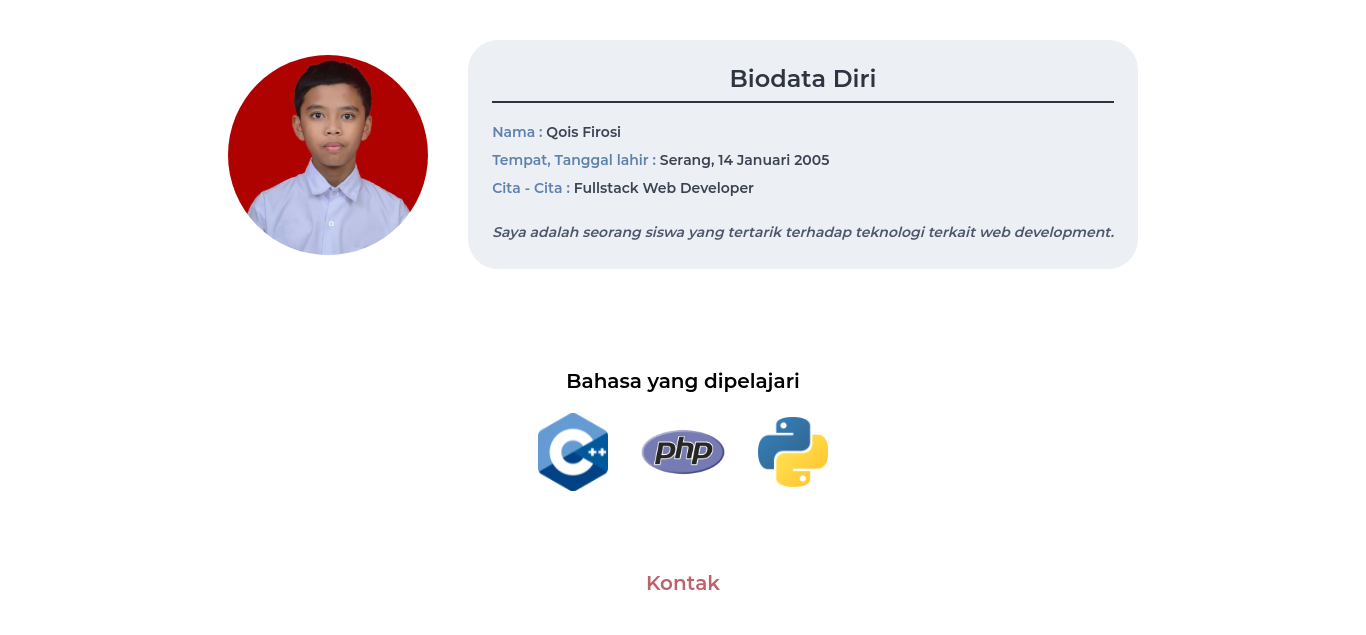 Biodata Diri
Nama : Qois Firosi
Tempat, Tanggal lahir : Serang, 14 Januari 2005
Cita - Cita : Fullstack Web Developer
Saya adalah seorang siswa yang tertarik terhadap teknologi terkait web development.
Bahasa yang dipelajari
C++
php
Kontak